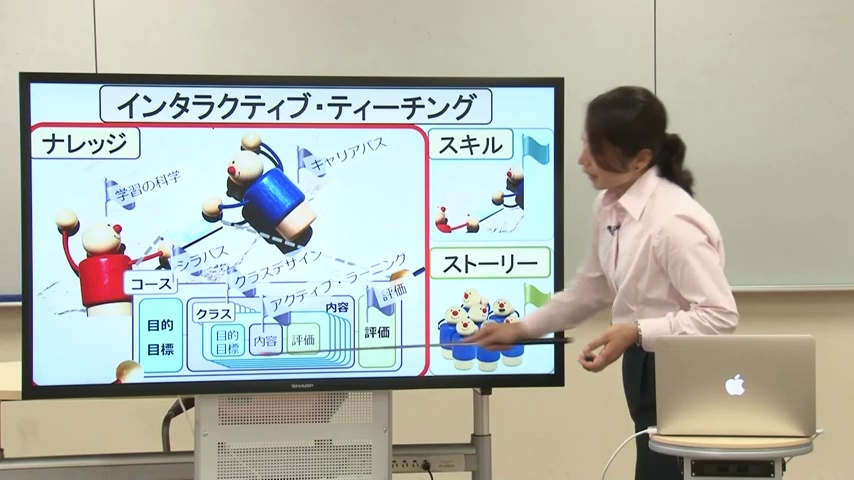 インタラクティブ・ティーチング
ナレッジ
スキル
学習の科学
キャリアパス
シラバス
クラスデザイン
アクティブ・ラーニング
評価
ストーリー
コース
目的
目標
クラス
目的
目標
内容
評価
内容
評価
SHARP